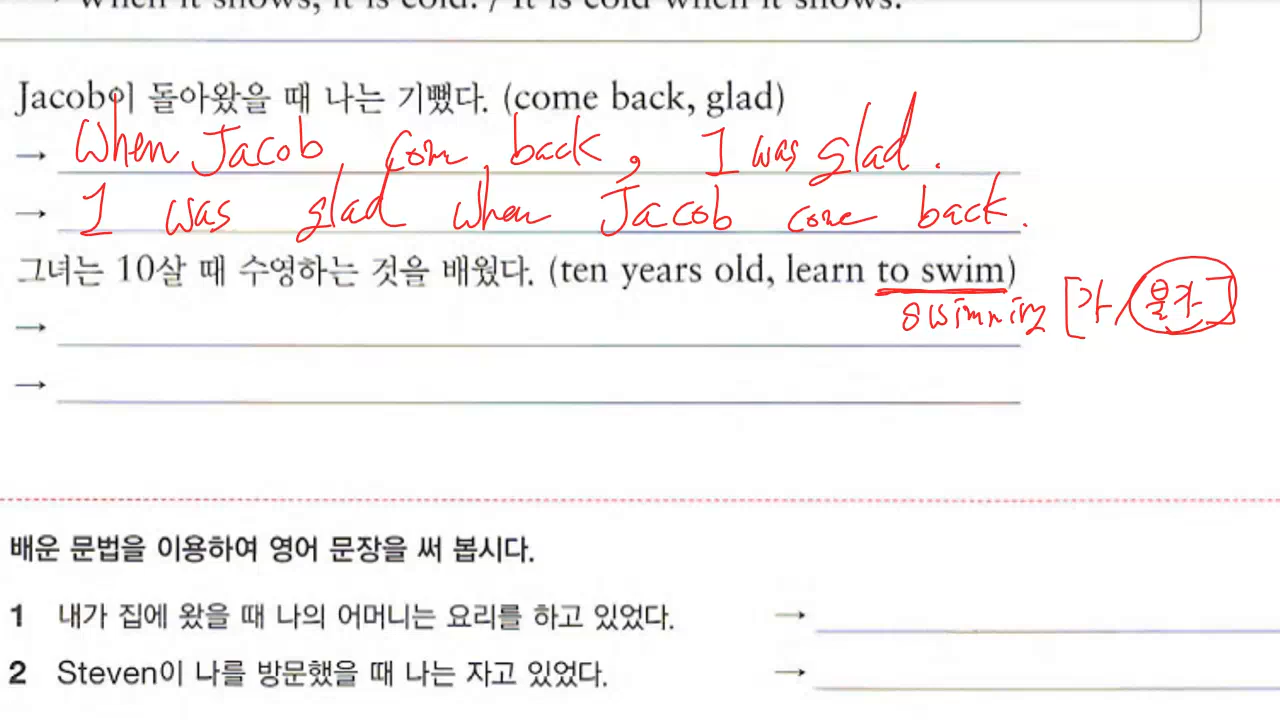 when it snows, it is cold. / It is cold when it snows.
Jacob이 돌아왔을 때 나는 기뻤다. (come back, glad)
→ When Jacob come back, I was glad.
→ I was glad when Jacob come back.
그녀는 10살 때 수영하는 것을 배웠다. (ten years old, learn to swim)
swimming [가, 물가]
→
→
배운 문법을 이용하여 영어 문장을 써 봅시다.
1 내가 집에 왔을 때 나의 어머니는 요리를 하고 있었다. →
2 Steven이 나를 방문했을 때 나는 자고 있었다. →